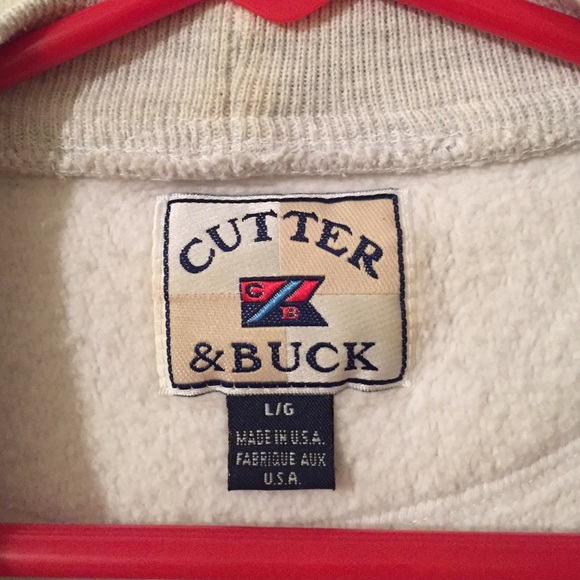 CUTTER
C
B
& BUCK
L/G
MADE IN U.S.A.
FABRIQUE AUX
U.S.A.